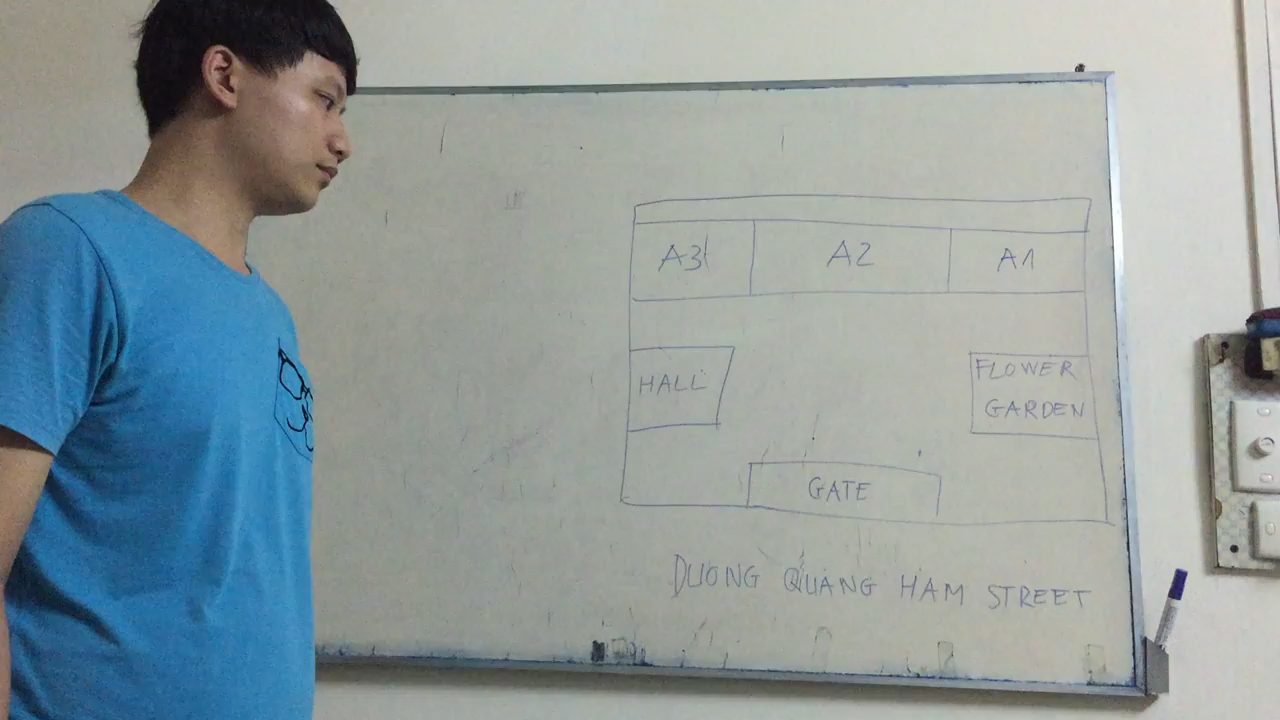 A3 A2 A1
HALL
FLOWER
GARDEN
GATE
DUONG QUANG HAM STREET